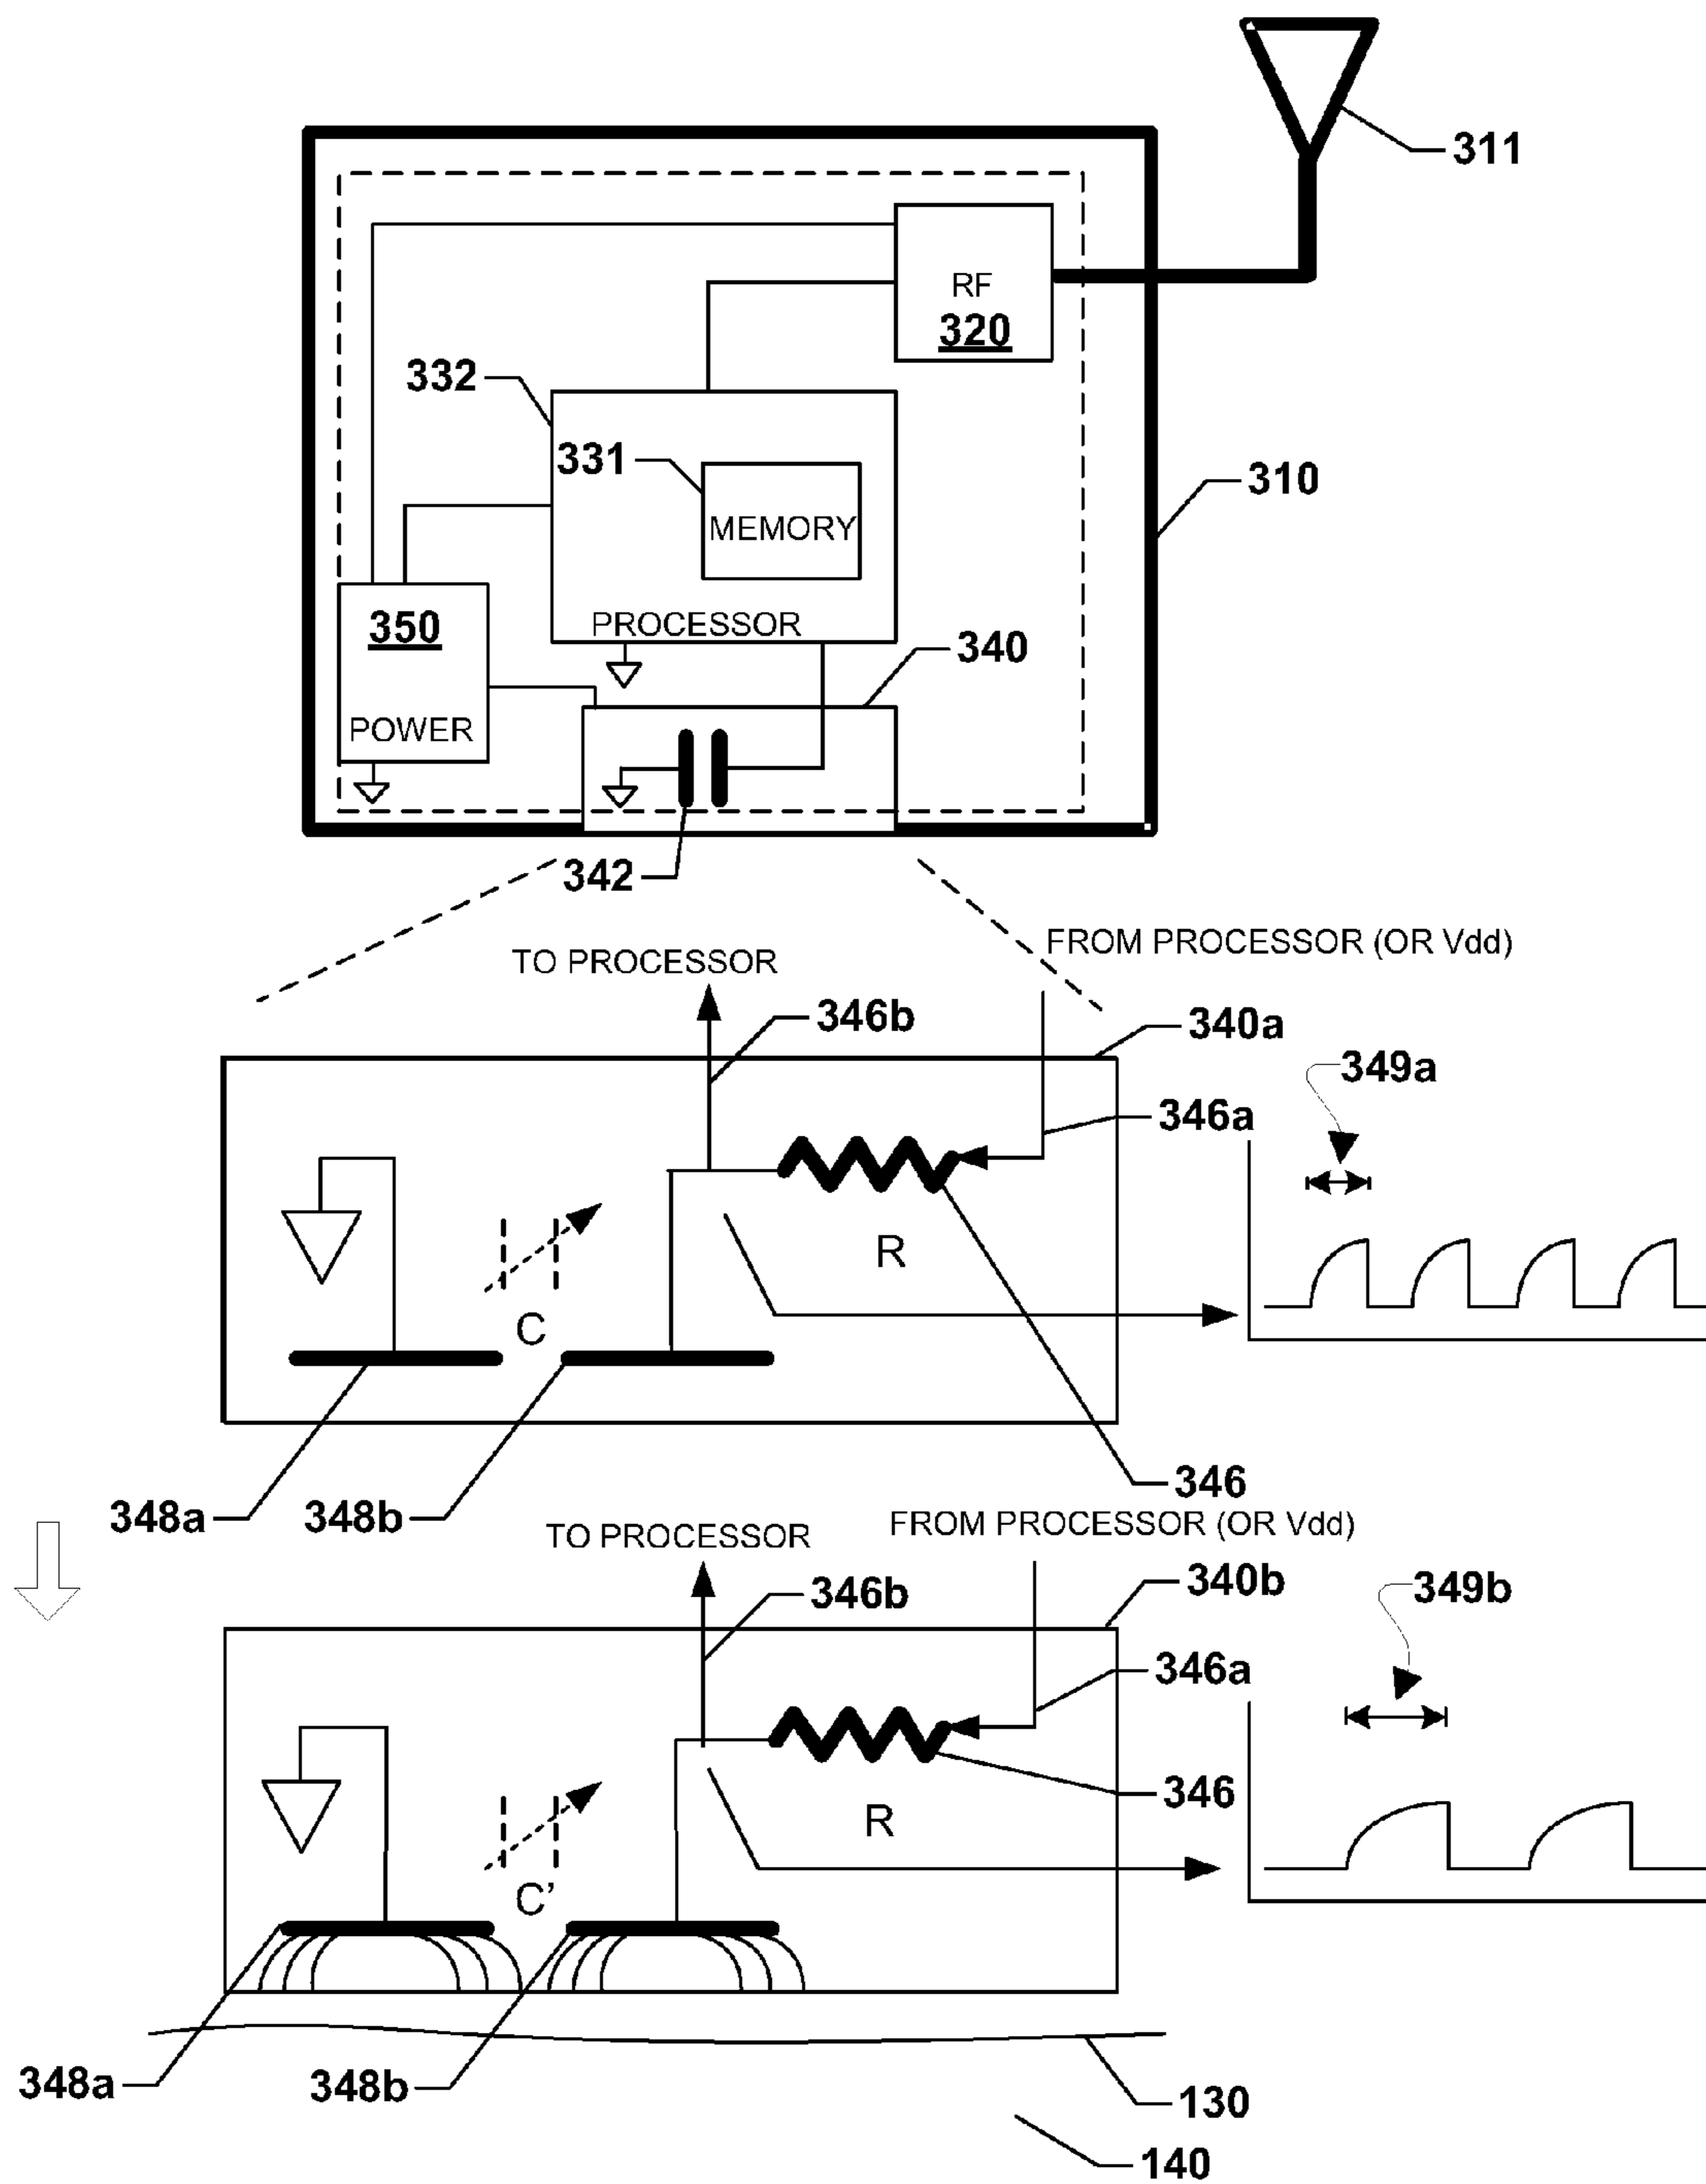 311
RF
320
332
331
MEMORY
310
350
PROCESSOR
340
POWER
342
FROM PROCESSOR (OR Vdd)
TO PROCESSOR
346b
340a
349a
346a
R
C
346
348a
348b
FROM PROCESSOR (OR Vdd)
TO PROCESSOR
340b
349b
346b
346a
346
R
C’
348a
348b
130
140